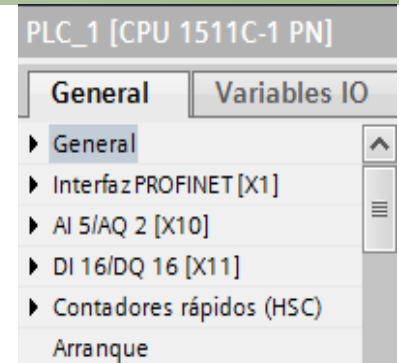 PLC_1 [CPU 1511C-1 PN]
General Variables IO
General
Interfaz PROFINET [X1]
AI 5/AQ 2 [X10]
DI 16/DQ 16 [X11]
Contadores rápidos (HSC)
Arranque